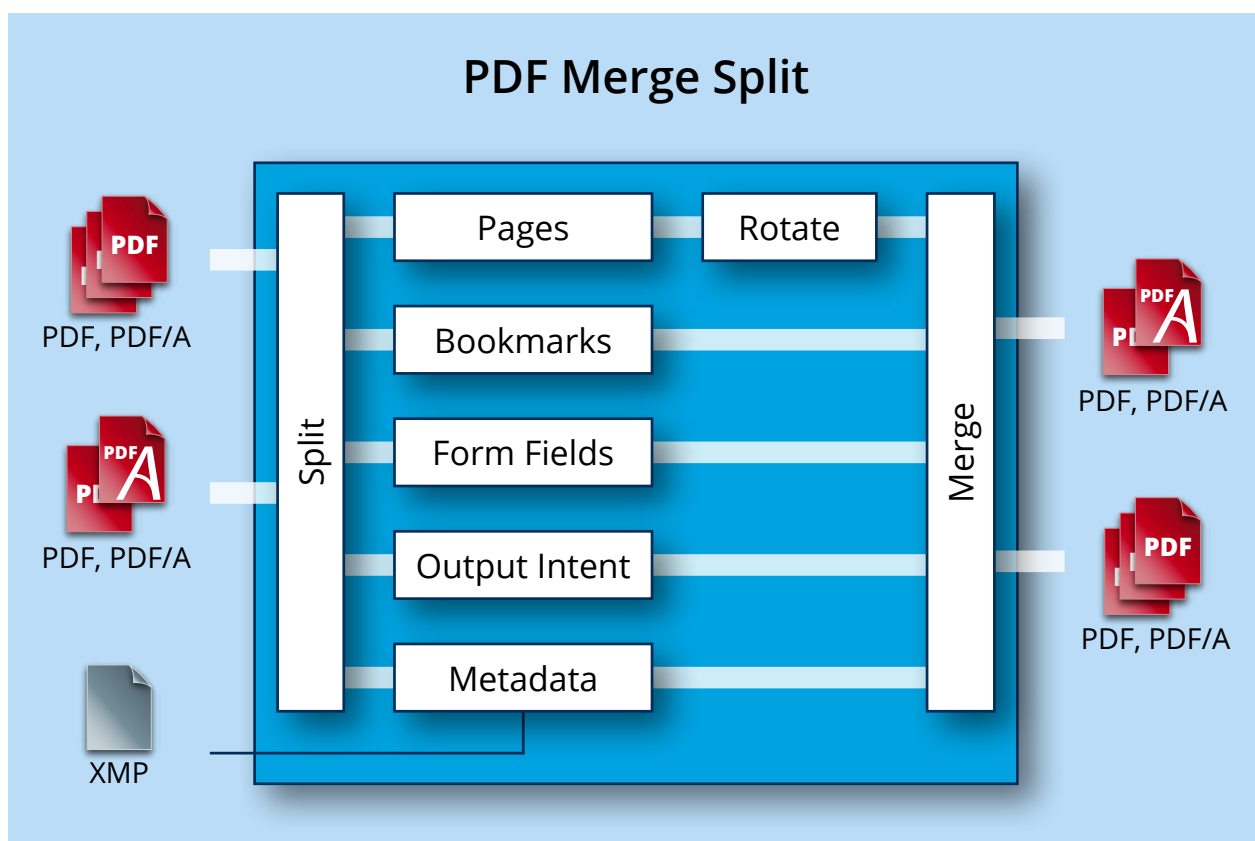 PDF Merge Split
PDF
PDF, PDF/A
PDF
PDF, PDF/A
XMP
Split
Pages
Rotate
Bookmarks
Form Fields
Output Intent
Metadata
Merge
PDF
PDF, PDF/A
PDF
PDF, PDF/A